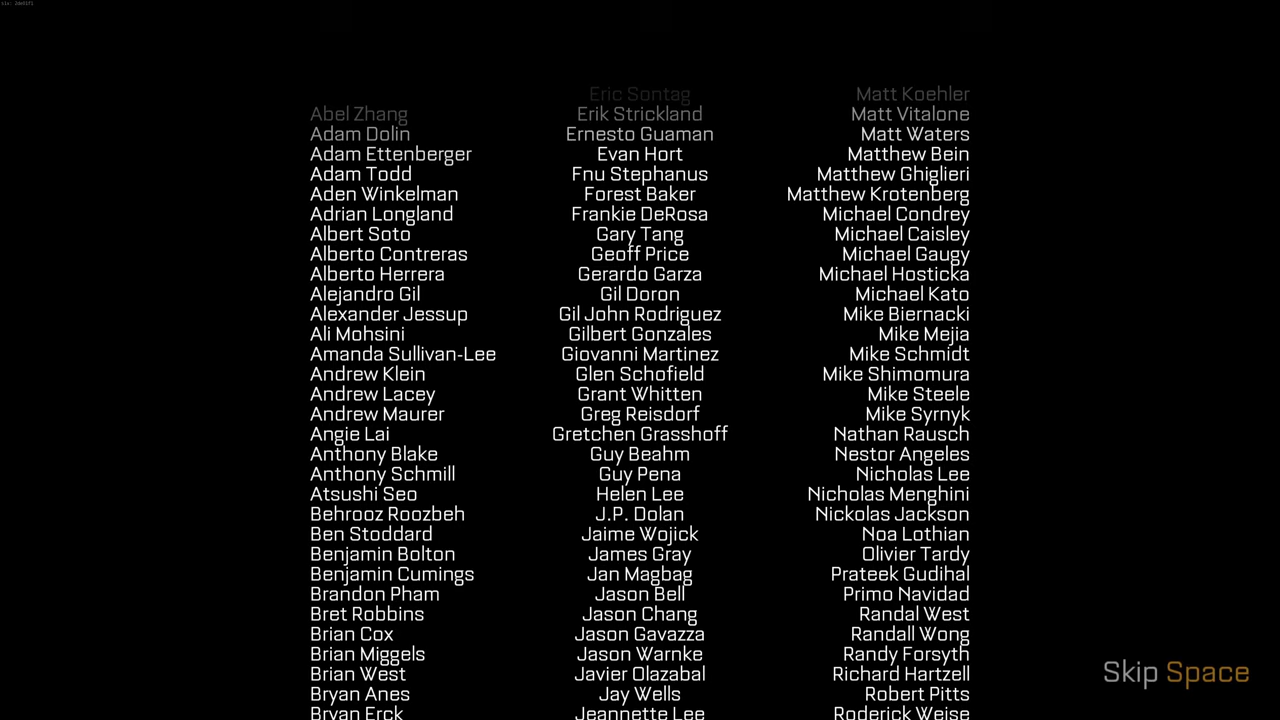 Eric Sontag Matt Koehler
Abel Zhang Erik Strickland Matt Vitalone
Adam Dolin Ernesto Guaman Matt Waters
Adam Ettenberger Evan Hort Matthew Bein
Adam Todd Fnu Stephanus Matthew Ghiglieri
Aden Winkelman Forest Baker Matthew Krotenberg
Adrian Longland Frankie DeRosa Michael Condrey
Albert Soto Gary Tang Michael Caisley
Alberto Contreras Geoff Price Michael Gaugy
Alberto Herrera Gerardo Garza Michael Hosticka
Alejandro Gil Gil Doron Michael Kato
Alexander Jessup Gil John Rodriguez Mike Biernacki
Ali Mohsini Gilbert Gonzales Mike Mejia
Amanda Sullivan-Lee Giovanni Martinez Mike Schmidt
Andrew Klein Glen Schofield Mike Shimomura
Andrew Lacey Grant Whitten Mike Steele
Andrew Maurer Greg Reisdorf Mike Syrnyk
Angie Lai Gretchen Grasshoff Nathan Rausch
Anthony Blake Guy Beahm Nestor Angeles
Anthony Schmill Guy Pena Nicholas Lee
Atsushi Seo Helen Lee Nicholas Menghini
Behrooz Roozbeh J.P. Dolan Nickolas Jackson
Ben Stoddard Jaime Wojick Noa Lothian
Benjamin Bolton James Gray Olivier Tardy
Benjamin Cumings Jan Magbag Prateek Gudihal
Brandon Pham Jason Bell Primo Navidad
Bret Robbins Jason Chang Randal West
Brian Cox Jason Gavazza Randall Wong
Brian Miggels Jason Warnke Randy Forsyth
Brian West Javier Olazabal Richard Hartzell
Bryan Anes Jay Wells Robert Pitts
Bryan Erck Jeannette Lee Roderick Weise
Skip Space